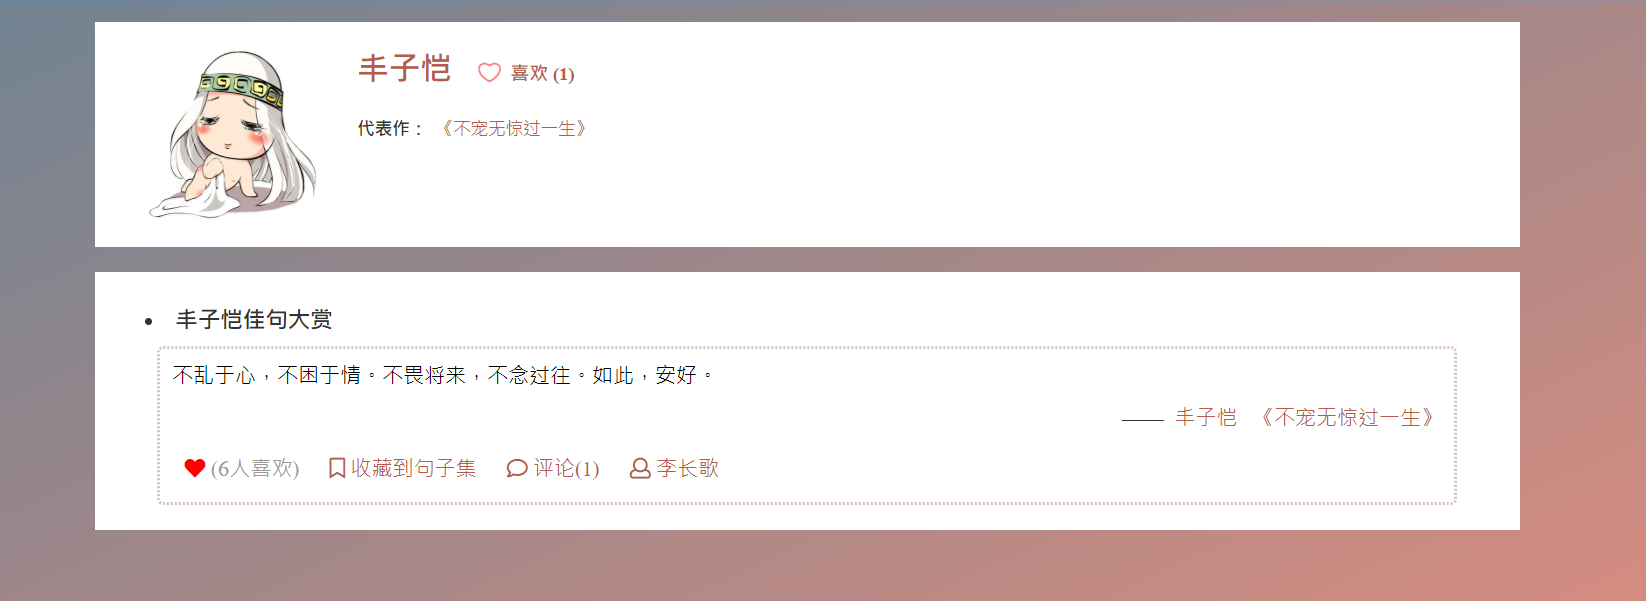 丰子恺 喜欢 (1)
代表作： 《不宠无惊过一生》
丰子恺佳句大赏
不乱于心，不困于情。不畏将来，不念过往。如此，安好。
—— 丰子恺 《不宠无惊过一生》
(6人喜欢) 收藏到句子集 评论(1) 李长歌